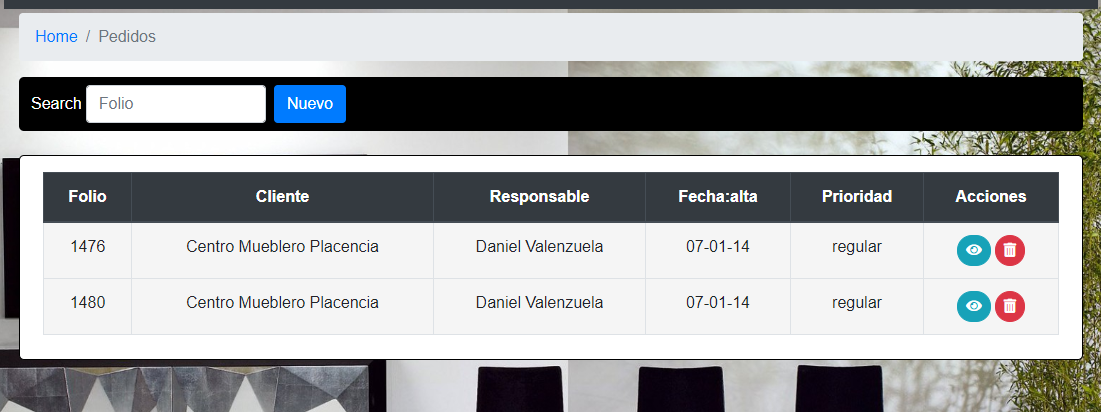 Home / Pedidos
Search Folio Nuevo
Folio Cliente Responsable Fecha:alta Prioridad Acciones
1476 Centro Mueblero Placencia Daniel Valenzuela 07-01-14 regular
1480 Centro Mueblero Placencia Daniel Valenzuela 07-01-14 regular